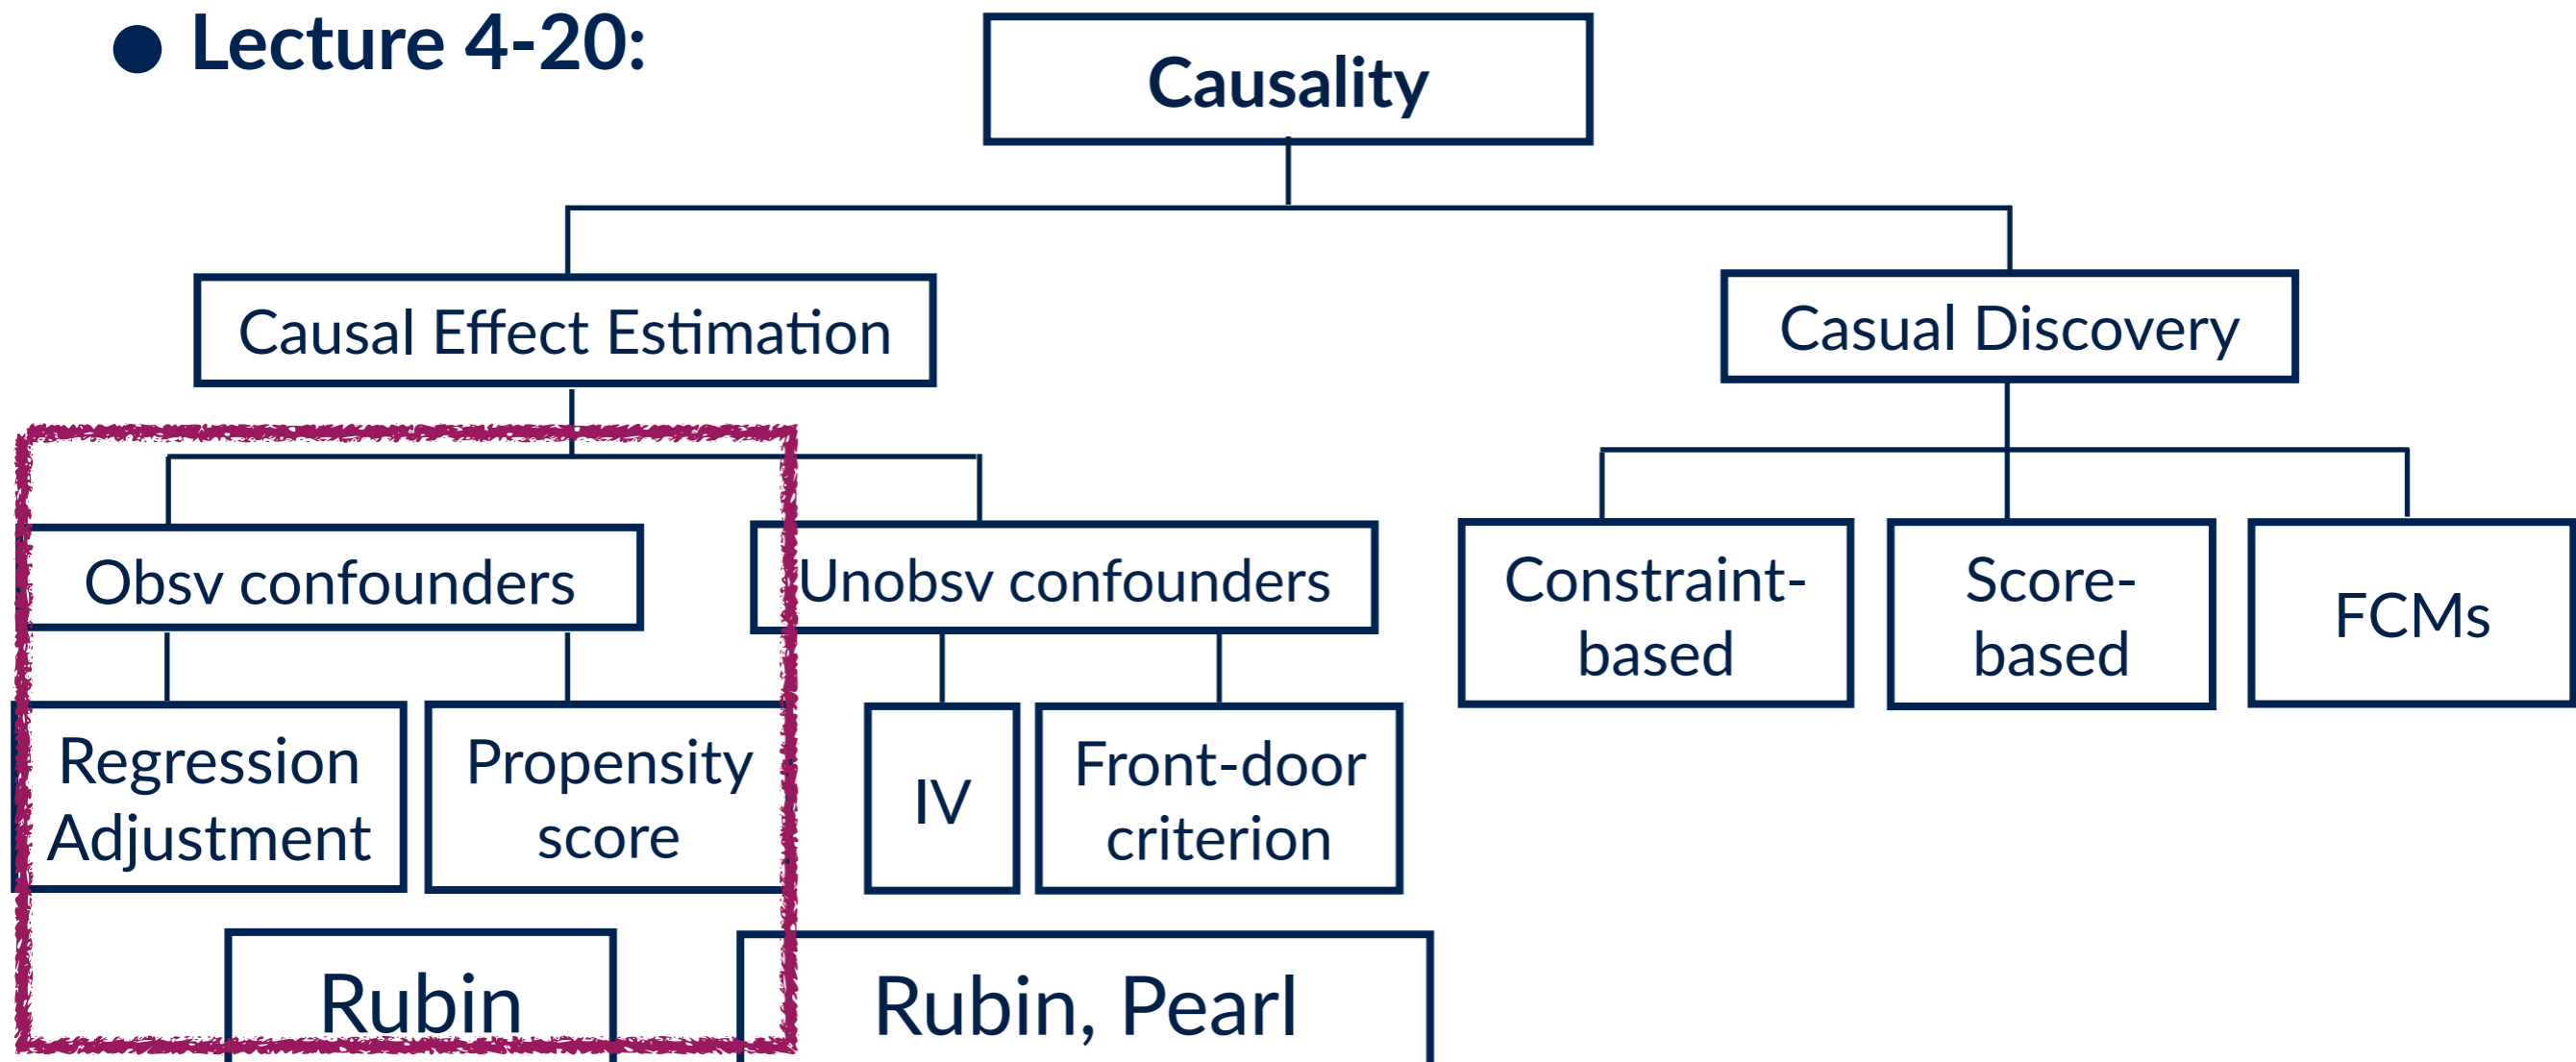 ● Lecture 4-20:
Causality
Causal Effect Estimation
Casual Discovery
Obsv confounders
Unobsv confounders
Constraint-
based
Score-
based
FCMs
Regression
Adjustment
Propensity
score
IV
Front-door
criterion
Rubin
Rubin, Pearl